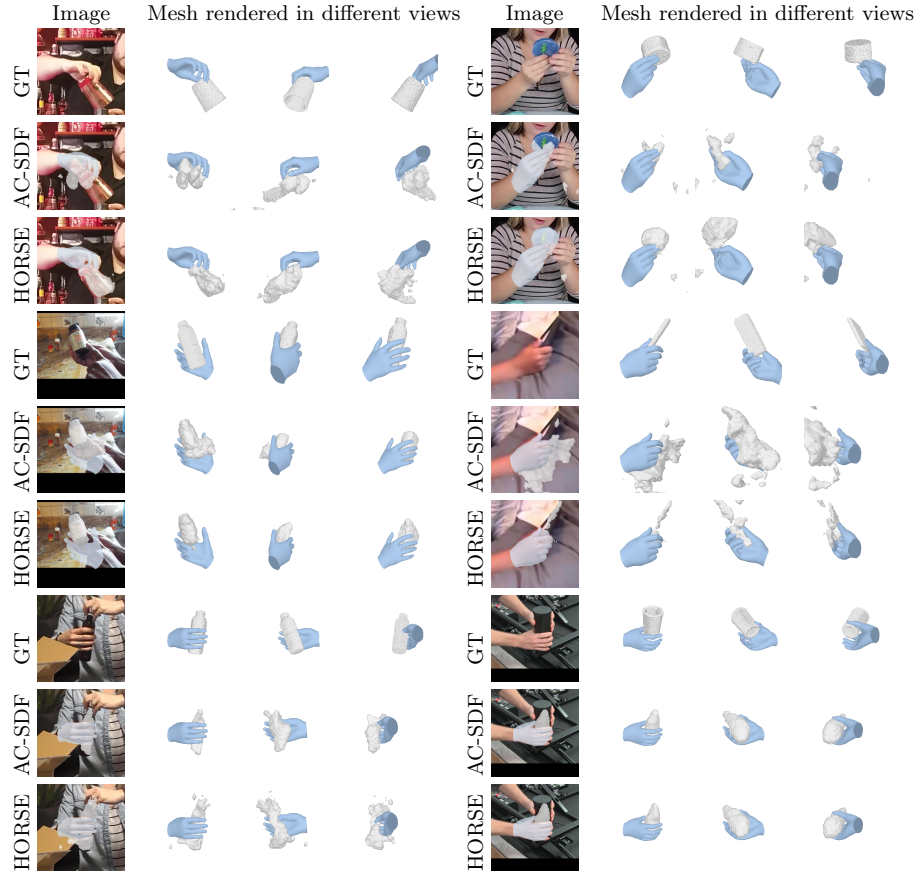 Image Mesh rendered in different views Image Mesh rendered in different views
GT GT
AC-SDF AC-SDF
HORSE HORSE
GT GT
AC-SDF AC-SDF
HORSE HORSE
GT GT
AC-SDF AC-SDF
HORSE HORSE